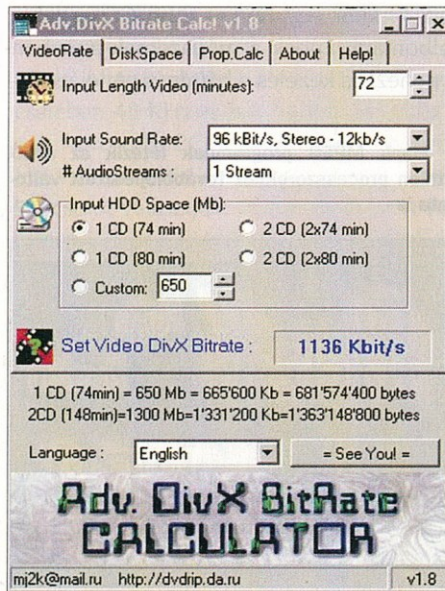 Adv.DivX Bitrate Calc! v1.8
VideoRate DiskSpace Prop.Calc About Help!
Input Length Video (minutes): 72
Input Sound Rate: 96 kBit/s, Stereo - 12kb/s
# AudioStreams : 1 Stream
Input HDD Space (Mb):
1 CD (74 min) 2 CD (2x74 min)
1 CD (80 min) 2 CD (2x80 min)
Custom: 650
Set Video DivX Bitrate : 1136 Kbit/s
1 CD (74min) = 650 Mb = 665'600 Kb = 681'574'400 bytes
2CD (148min)=1300 Mb=1'331'200 Kb=1'363'148'800 bytes
Language : English = See You! =
Adv. DivX BitRate
CALCULATOR
mj2k@mail.ru http://dvdrip.da.ru v1.8